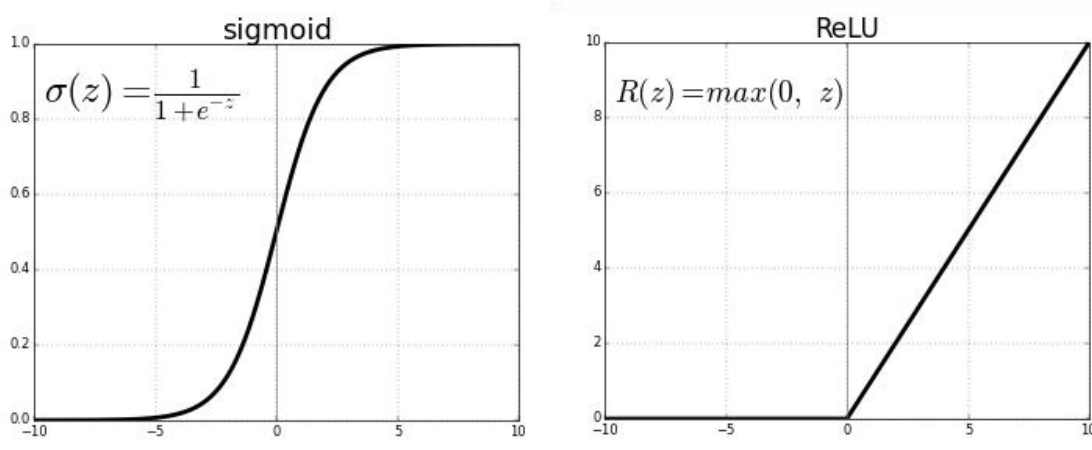 sigmoid
1.0
σ(z) = 1 / (1 + e^{-z})
0.8
0.6
0.4
0.2
0.0
−10 −5 0 5 10
ReLU
10
R(z) = max(0, z)
8
6
4
2
0
−10 −5 0 5 10